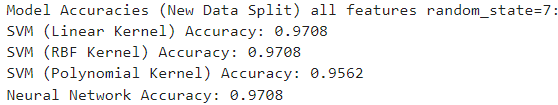 Model Accuracies (New Data Split) all features random_state=7:
SVM (Linear Kernel) Accuracy: 0.9708
SVM (RBF Kernel) Accuracy: 0.9708
SVM (Polynomial Kernel) Accuracy: 0.9562
Neural Network Accuracy: 0.9708